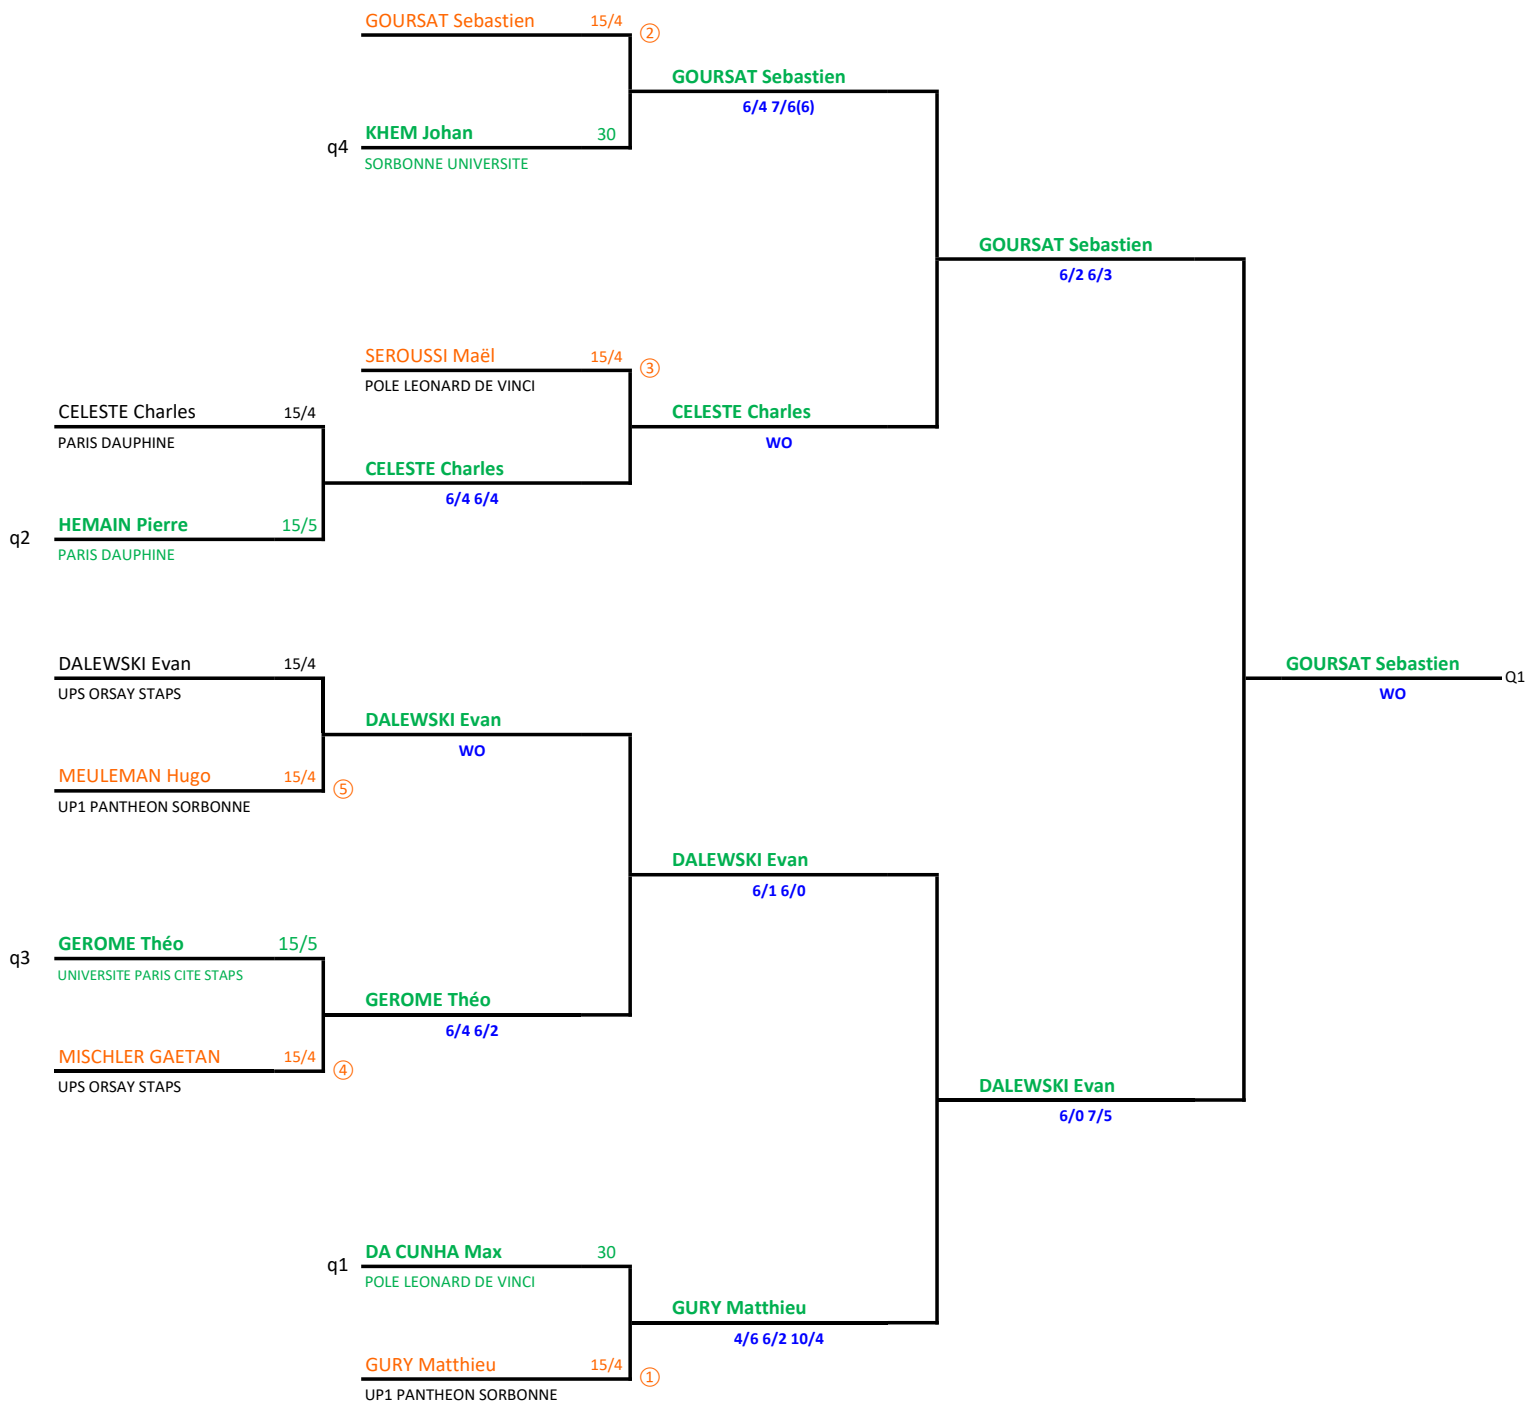 GOURSAT Sebastien 15/4 ②
GOURSAT Sebastien
6/4 7/6(6)
q4 KHEM Johan 30
SORBONNE UNIVERSITE
GOURSAT Sebastien
6/2 6/3
SEROUSSI Maël 15/4 ③
POLE LEONARD DE VINCI
CELESTE Charles 15/4
PARIS DAUPHINE
CELESTE Charles
WO
CELESTE Charles
6/4 6/4
q2 HEMAIN Pierre 15/5
PARIS DAUPHINE
DALEWSKI Evan 15/4
UPS ORSAY STAPS
GOURSAT Sebastien Q1
WO
DALEWSKI Evan
WO
MEULEMAN Hugo 15/4 ⑤
UP1 PANTHEON SORBONNE
DALEWSKI Evan
6/1 6/0
q3 GEROME Théo 15/5
UNIVERSITE PARIS CITE STAPS
GEROME Théo
6/4 6/2
MISCHLER GAETAN 15/4 ④
UPS ORSAY STAPS
DALEWSKI Evan
6/0 7/5
q1 DA CUNHA Max 30
POLE LEONARD DE VINCI
GURY Matthieu
4/6 6/2 10/4
GURY Matthieu 15/4 ①
UP1 PANTHEON SORBONNE